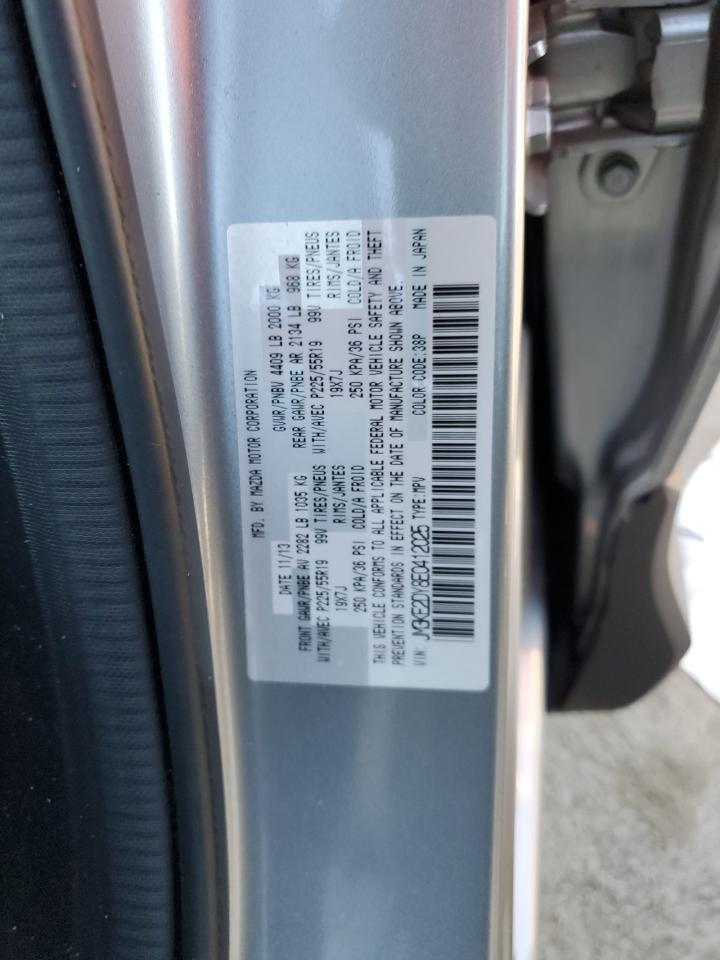 MFD. BY MAZDA MOTOR CORPORATION
DATE 11/13 GVWR/PNBV 4409 LB 2000 KG
FRONT GAWR/PNBE AV 2282 LB 1035 KG REAR GAWR/PNBE AR 2134 LB 968 KG
WITH/AVEC P225/55R19 99V TIRES/PNEUS WITH/AVEC P225/55R19 99V TIRES/PNEUS
19X7J RIMS/JANTES 19X7J RIMS/JANTES
250 KPA/36 PSI COLD/A FROID 250 KPA/36 PSI COLD/A FROID
THIS VEHICLE CONFORMS TO ALL APPLICABLE FEDERAL MOTOR VEHICLE SAFETY AND THEFT
PREVENTION STANDARDS IN EFFECT ON THE DATE OF MANUFACTURE SHOWN ABOVE.
VIN: JM3KE2DY8E0412025 TYPE:MPV COLOR CODE:38P MADE IN JAPAN